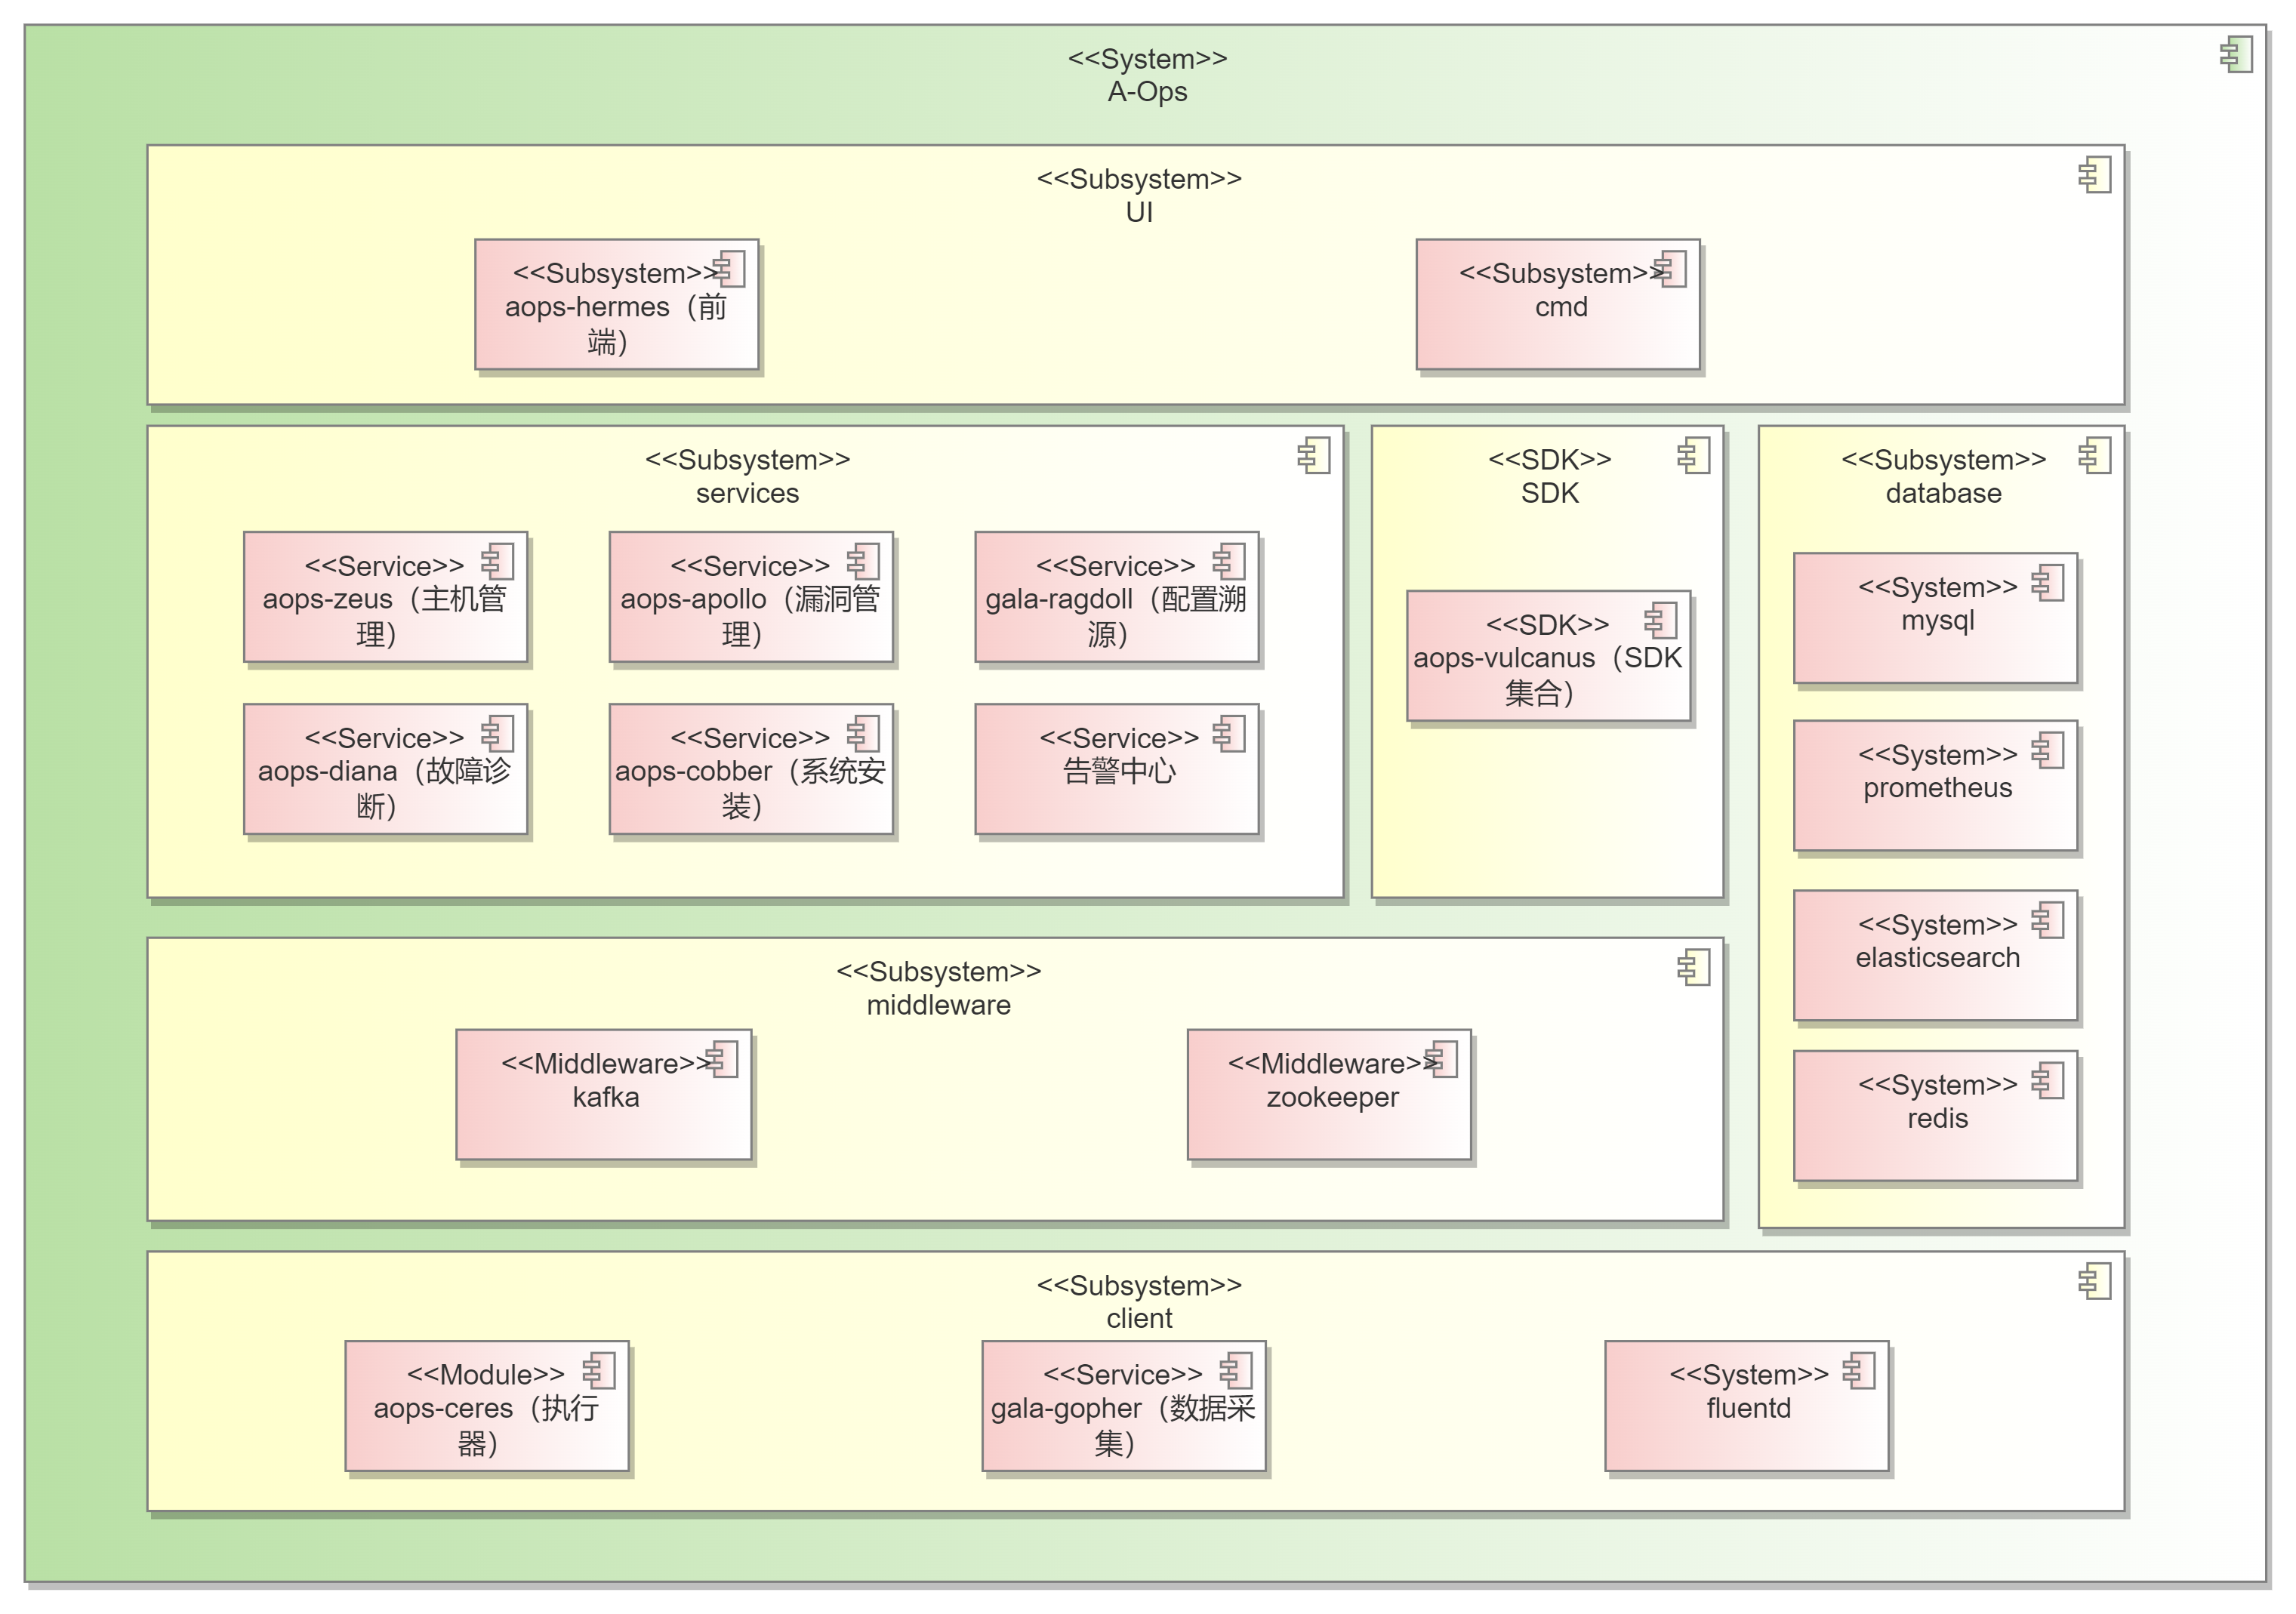 <<System>>
A-Ops
<<Subsystem>>
UI
<<Subsystem>>
aops-hermes（前
端）
<<Subsystem>>
cmd
<<Subsystem>>
services
<<Service>>
aops-zeus（主机管
理）
<<Service>>
aops-apollo（漏洞管
理）
<<Service>>
gala-ragdoll（配置溯
源）
<<Service>>
aops-diana（故障诊
断）
<<Service>>
aops-cobber（系统安
装）
<<Service>>
告警中心
<<SDK>>
SDK
<<SDK>>
aops-vulcanus（SDK
集合）
<<Subsystem>>
database
<<System>>
mysql
<<System>>
prometheus
<<System>>
elasticsearch
<<System>>
redis
<<Subsystem>>
middleware
<<Middleware>>
kafka
<<Middleware>>
zookeeper
<<Subsystem>>
client
<<Module>>
aops-ceres（执行
器）
<<Service>>
gala-gopher（数据采
集）
<<System>>
fluentd